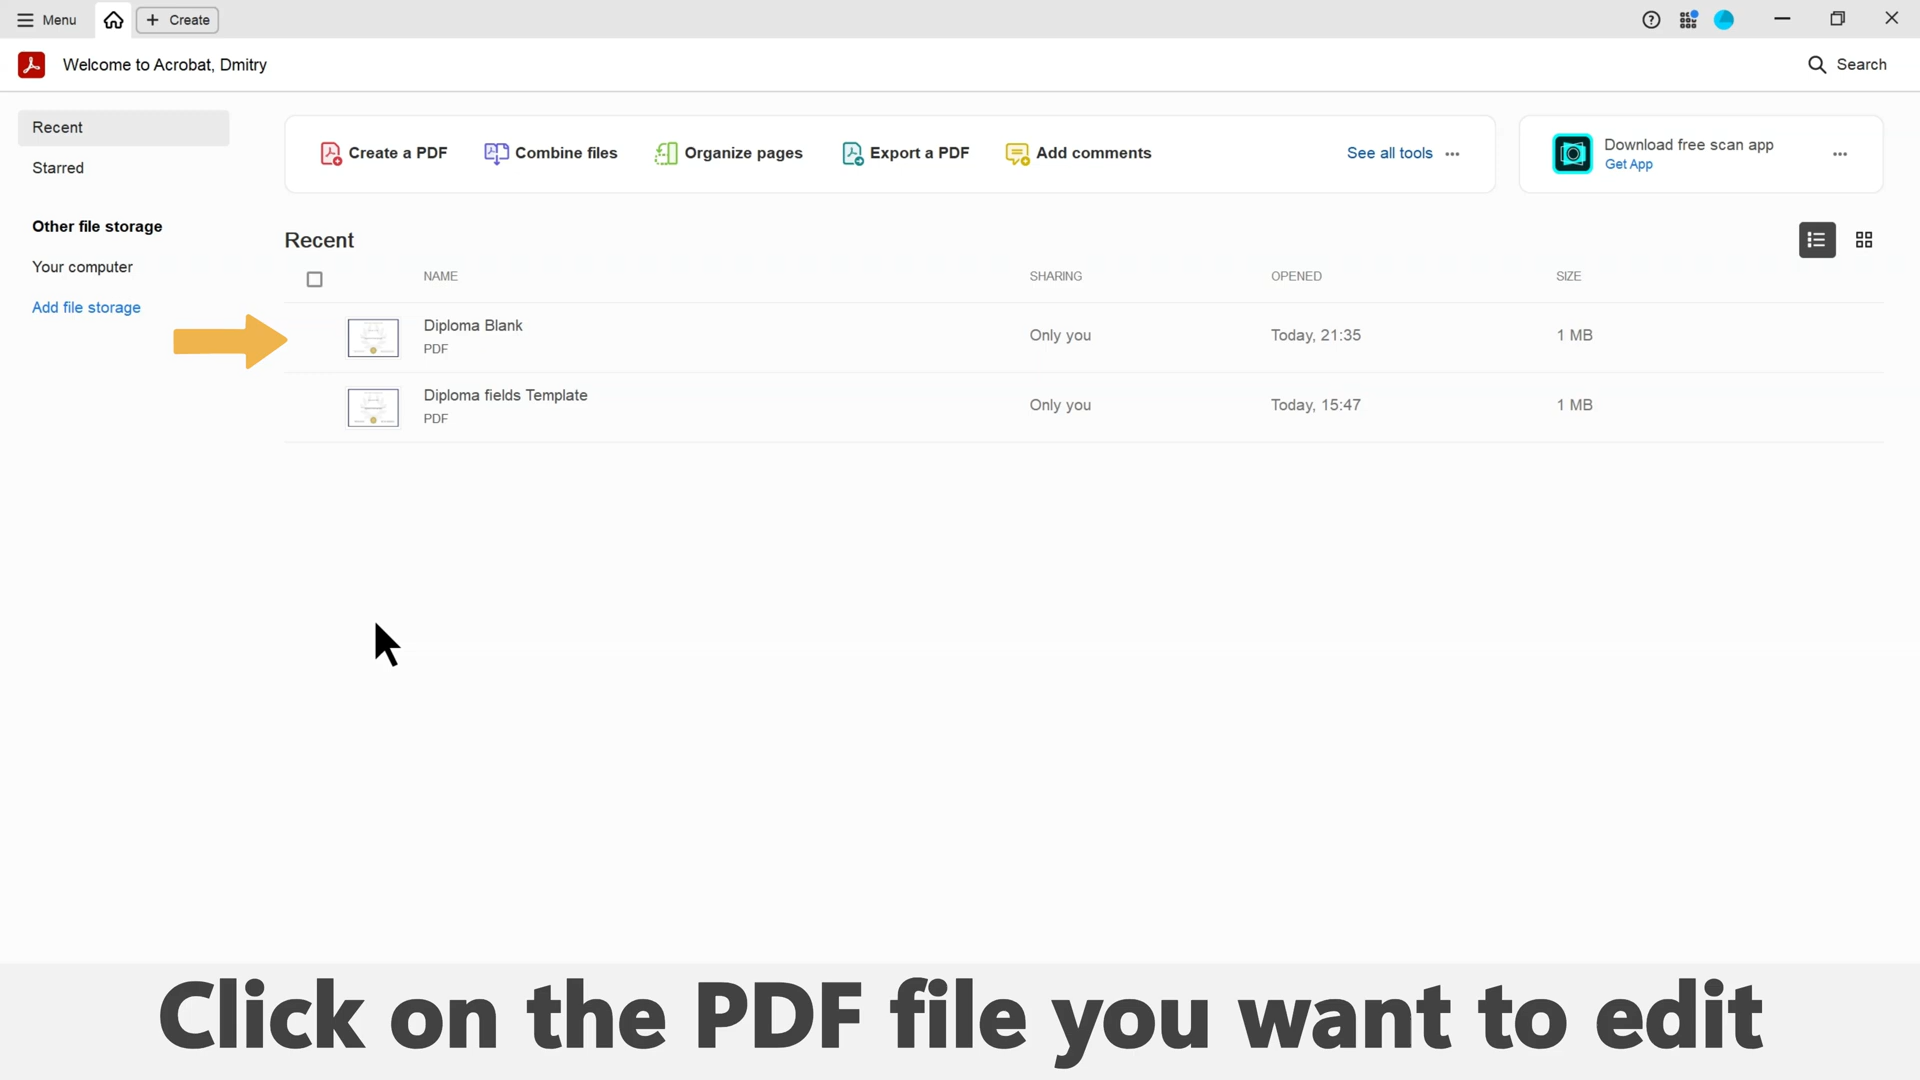 Menu
Create
Welcome to Acrobat, Dmitry
Search
Recent
Starred
Other file storage
Your computer
Add file storage
Create a PDF
Combine files
Organize pages
Export a PDF
Add comments
See all tools
Download free scan app
Get App
Recent
NAME SHARING OPENED SIZE
Diploma Blank
PDF
Only you
Today, 21:35
1 MB
Diploma fields Template
PDF
Only you
Today, 15:47
1 MB
Click on the PDF file you want to edit